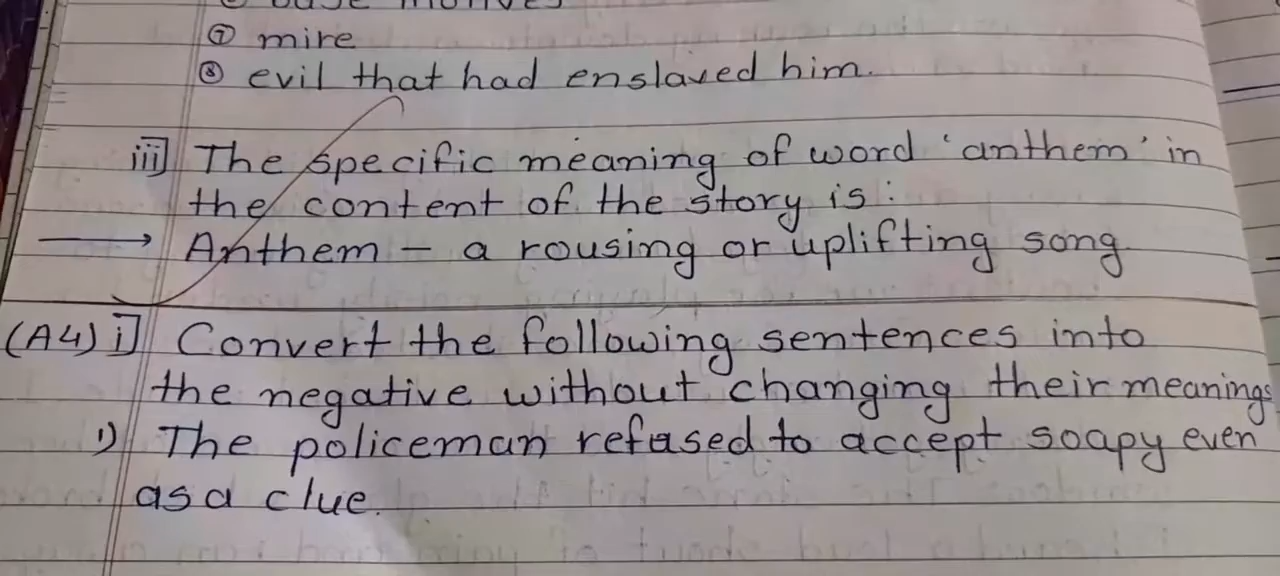 ⑦ mire
⑧ evil that had enslaved him.
iii] The specific meaning of word 'anthem' in
the content of the story is :
→ Anthem - a rousing or uplifting song
(A4) i] Convert the following sentences into
the negative without changing their meanings
1) The policeman refused to accept soapy even
as a clue.